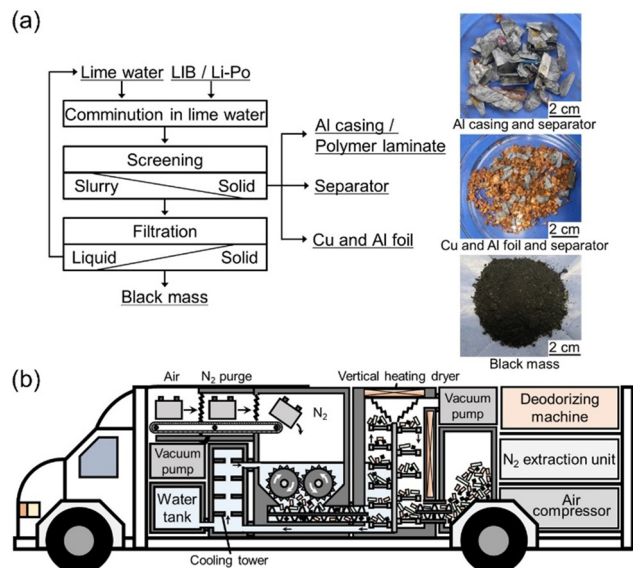 (a)
Lime water LIB / Li-Po
Comminution in lime water
Screening
Slurry Solid
Filtration
Liquid Solid
Black mass
Al casing /
Polymer laminate
Separator
Cu and Al foil
2 cm
Al casing and separator
2 cm
Cu and Al foil and separator
2 cm
Black mass
(b)
Air N₂ purge
N₂
Vertical heating dryer
Vacuum
pump
Deodorizing
machine
Vacuum
pump
N₂ extraction unit
Water
tank
Air
compressor
Cooling tower